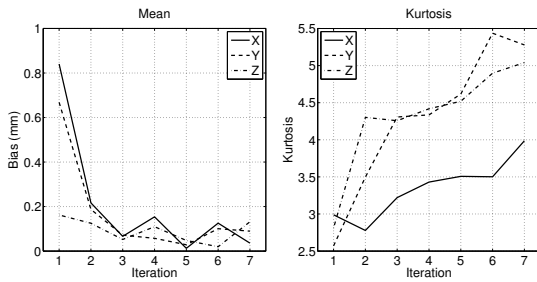 Mean
Bias (mm)
1
0.8
0.6
0.4
0.2
0
X
Y
Z
1 2 3 4 5 6 7
Iteration
Kurtosis
Kurtosis
5.5
5
4.5
4
3.5
3
2.5
X
Y
Z
1 2 3 4 5 6 7
Iteration